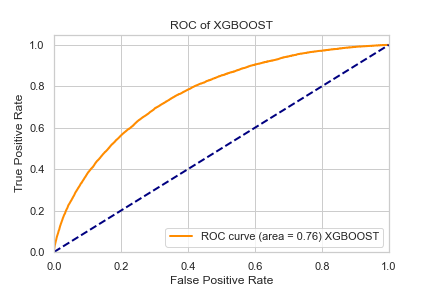 ROC of XGBOOST
1.0
0.8
0.6
0.4
0.2
0.0
True Positive Rate
ROC curve (area = 0.76) XGBOOST
0.0 0.2 0.4 0.6 0.8 1.0
False Positive Rate